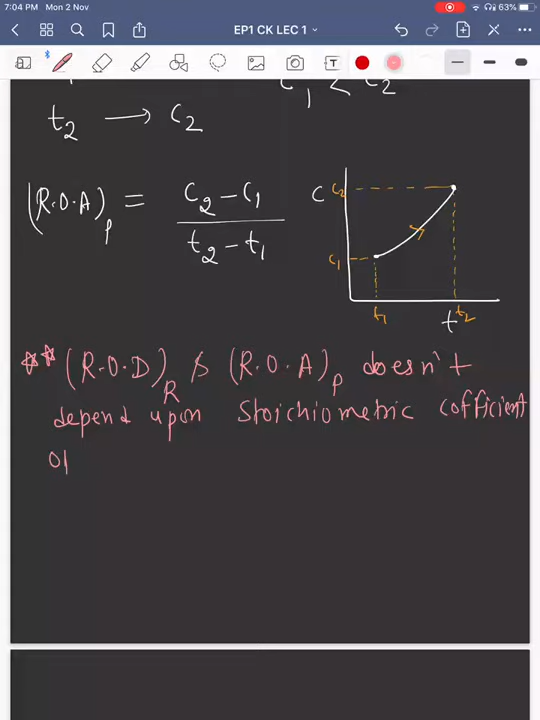 7:04 PM Mon 2 Nov 63%
EP1 CK LEC 1
C1 < C2
t2 → C2
(R.O.A)p = C2 - C1 / t2 - t1
C C2
C1
t1 t t2
** (R.O.D)R & (R.O.A)p doesn't
depend upon Stoichiometric cofficient
of